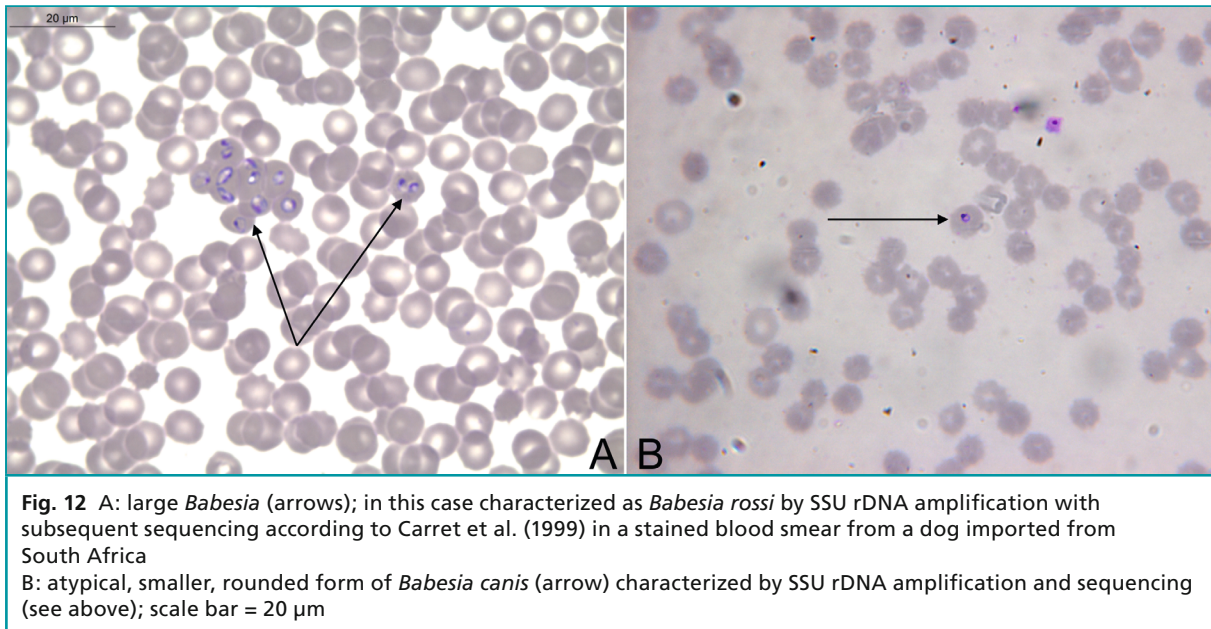 20 µm
A B
Fig. 12 A: large Babesia (arrows); in this case characterized as Babesia rossi by SSU rDNA amplification with
subsequent sequencing according to Carret et al. (1999) in a stained blood smear from a dog imported from
South Africa
B: atypical, smaller, rounded form of Babesia canis (arrow) characterized by SSU rDNA amplification and sequencing
(see above); scale bar = 20 µm